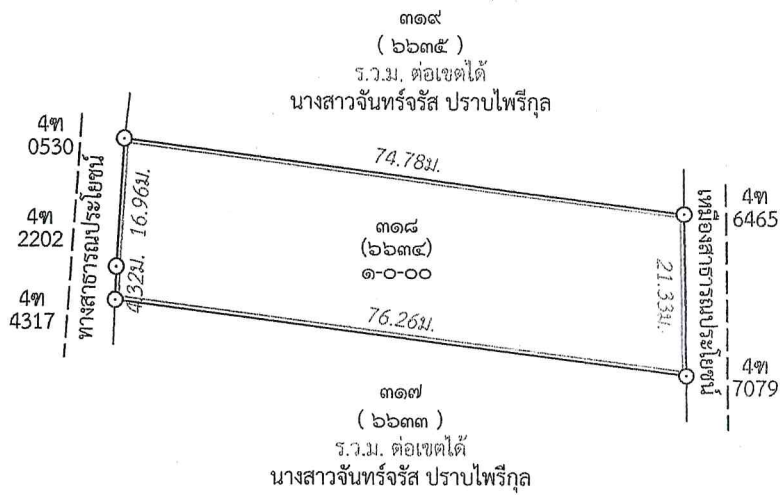 ๓๑๙
( ๖๖๓๕ )
ร.ว.ม. ต่อเขตได้
นางสาวจันทร์จรัส ปราบไพรีกุล
4ฑ
0530
ทางสาธารณประโยชน์
16.96ม.
74.78ม.
4ฑ
6465
เหมืองสาธารณประโยชน์
4ฑ
2202
๓๑๘
(๖๖๓๔)
๑-๐-๐๐
21.33ม.
4ฑ
4317
4.32ม.
76.26ม.
4ฑ
7079
๓๑๗
( ๖๖๓๓ )
ร.ว.ม. ต่อเขตได้
นางสาวจันทร์จรัส ปราบไพรีกุล